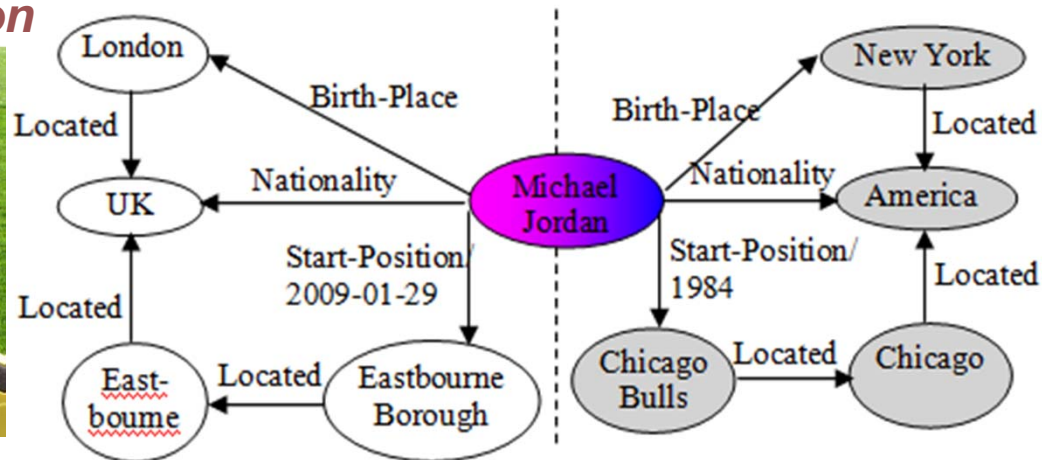 on
London
New York
Birth-Place
Birth-Place
Located
Located
Nationality
Michael
Jordan
Nationality
UK
America
Start-Position/
2009-01-29
Start-Position/
1984
Located
Located
East-
bourne
Located
Eastbourne
Borough
Chicago
Bulls
Located
Chicago